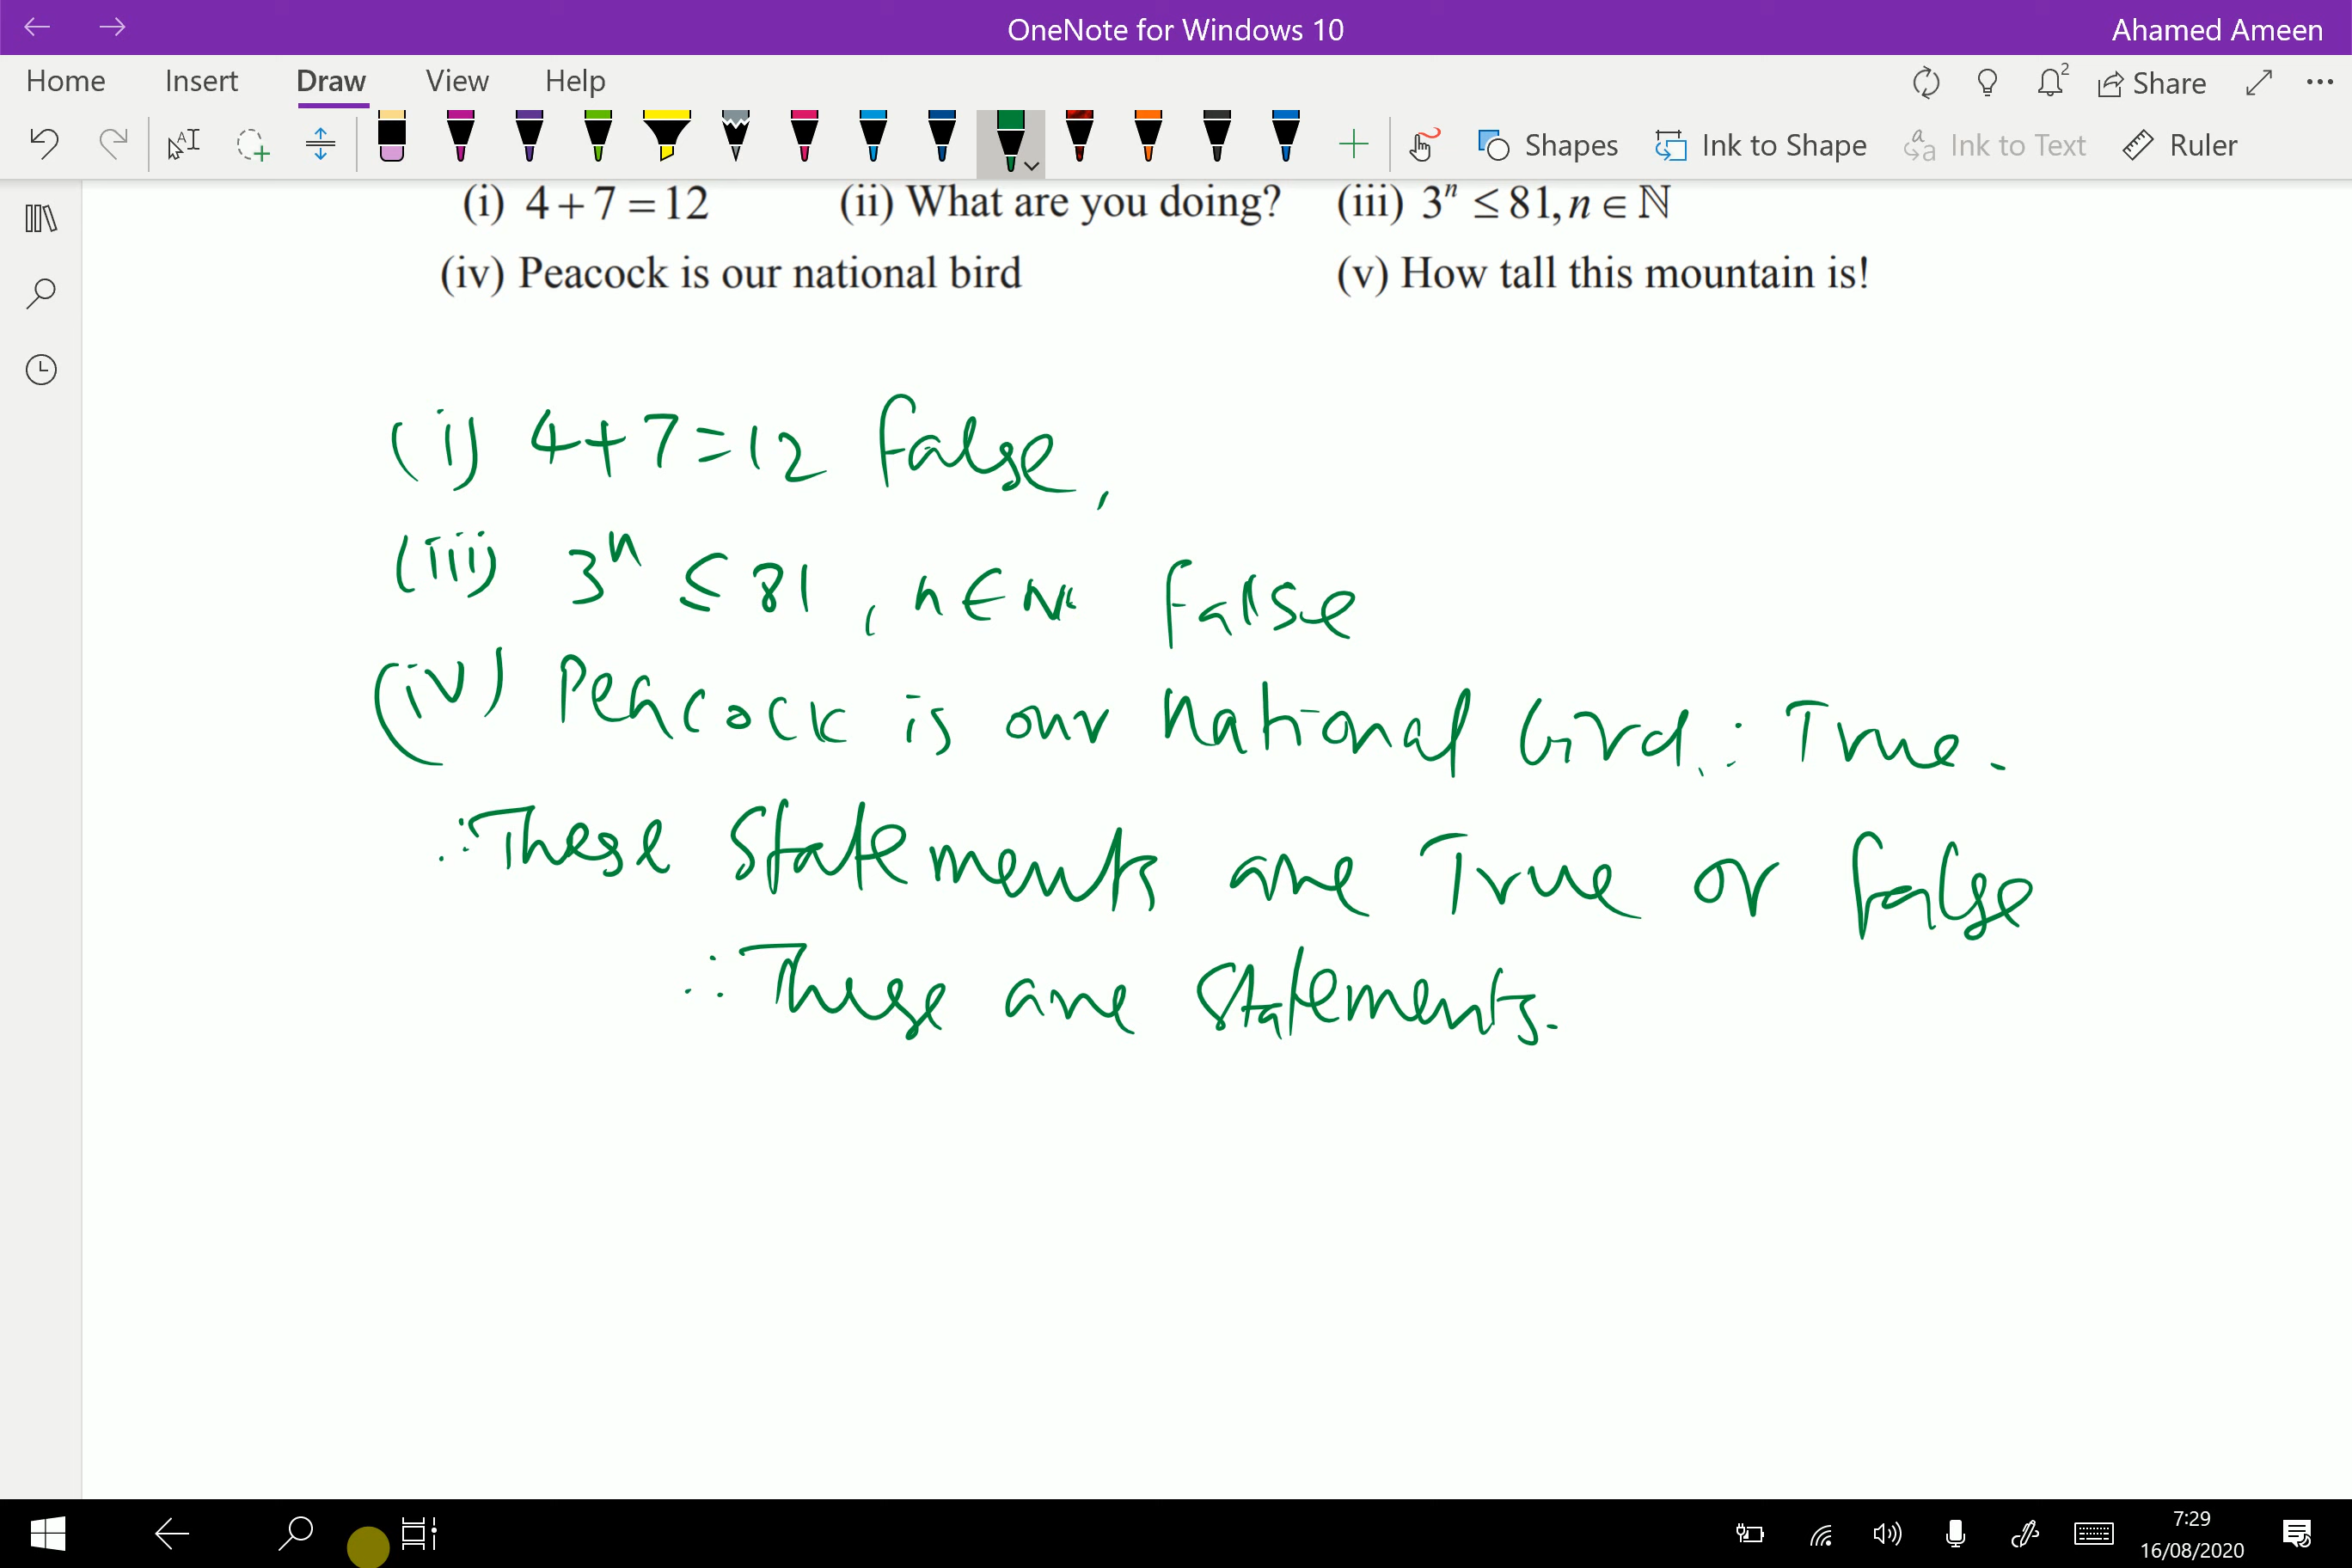 OneNote for Windows 10 Ahamed Ameen
Home Insert Draw View Help 2 Share
Shapes Ink to Shape Ink to Text Ruler
(i) 4 + 7 = 12 (ii) What are you doing? (iii) 3ⁿ ≤ 81, n ∈ ℕ
(iv) Peacock is our national bird (v) How tall this mountain is!
(i) 4+7=12 False,
(iii) 3ⁿ ≤ 81, n ∈ N False
(iv) Peacock is our national bird. : True.
∴ These Statements are True or False
∴ These are Statements.
7:29
16/08/2020